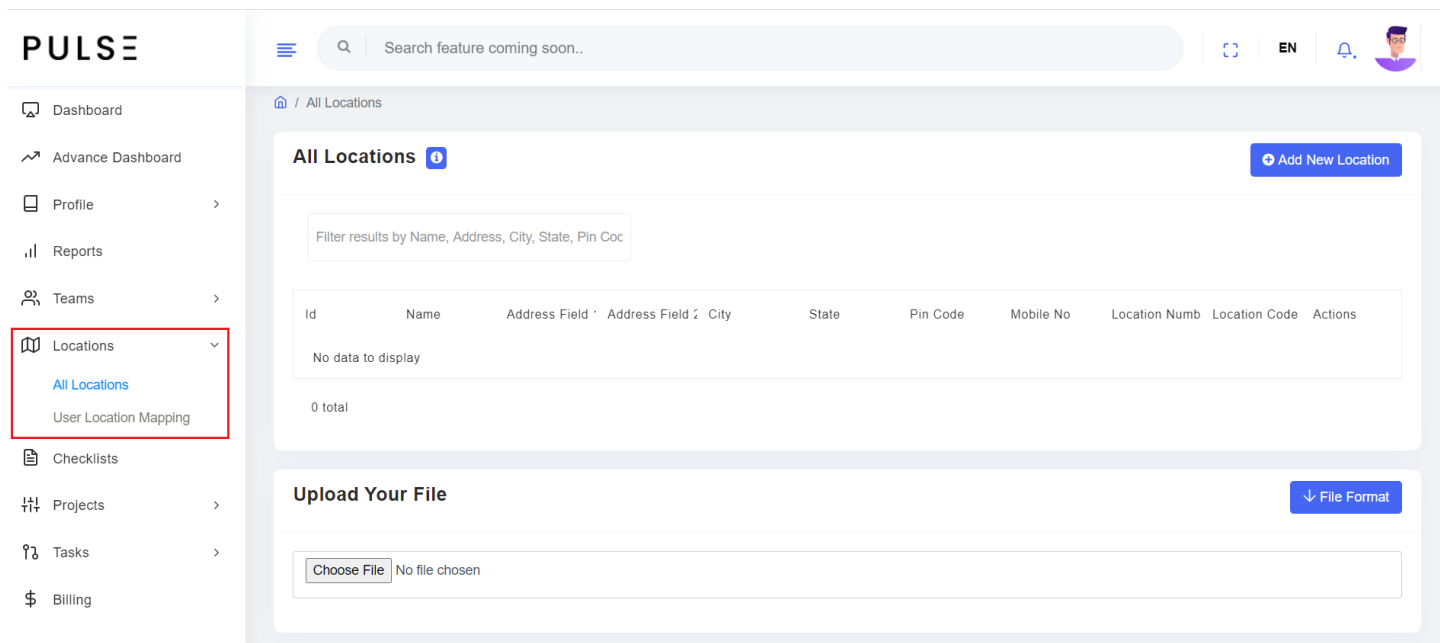 PULSE
Search feature coming soon..
EN
Dashboard
Advance Dashboard
Profile
Reports
Teams
Locations
All Locations
User Location Mapping
Checklists
Projects
Tasks
Billing
/ All Locations
All Locations
Add New Location
Filter results by Name, Address, City, State, Pin Coc
Id Name Address Field 1 Address Field 2 City State Pin Code Mobile No Location Numb Location Code Actions
No data to display
0 total
Upload Your File
File Format
Choose File No file chosen